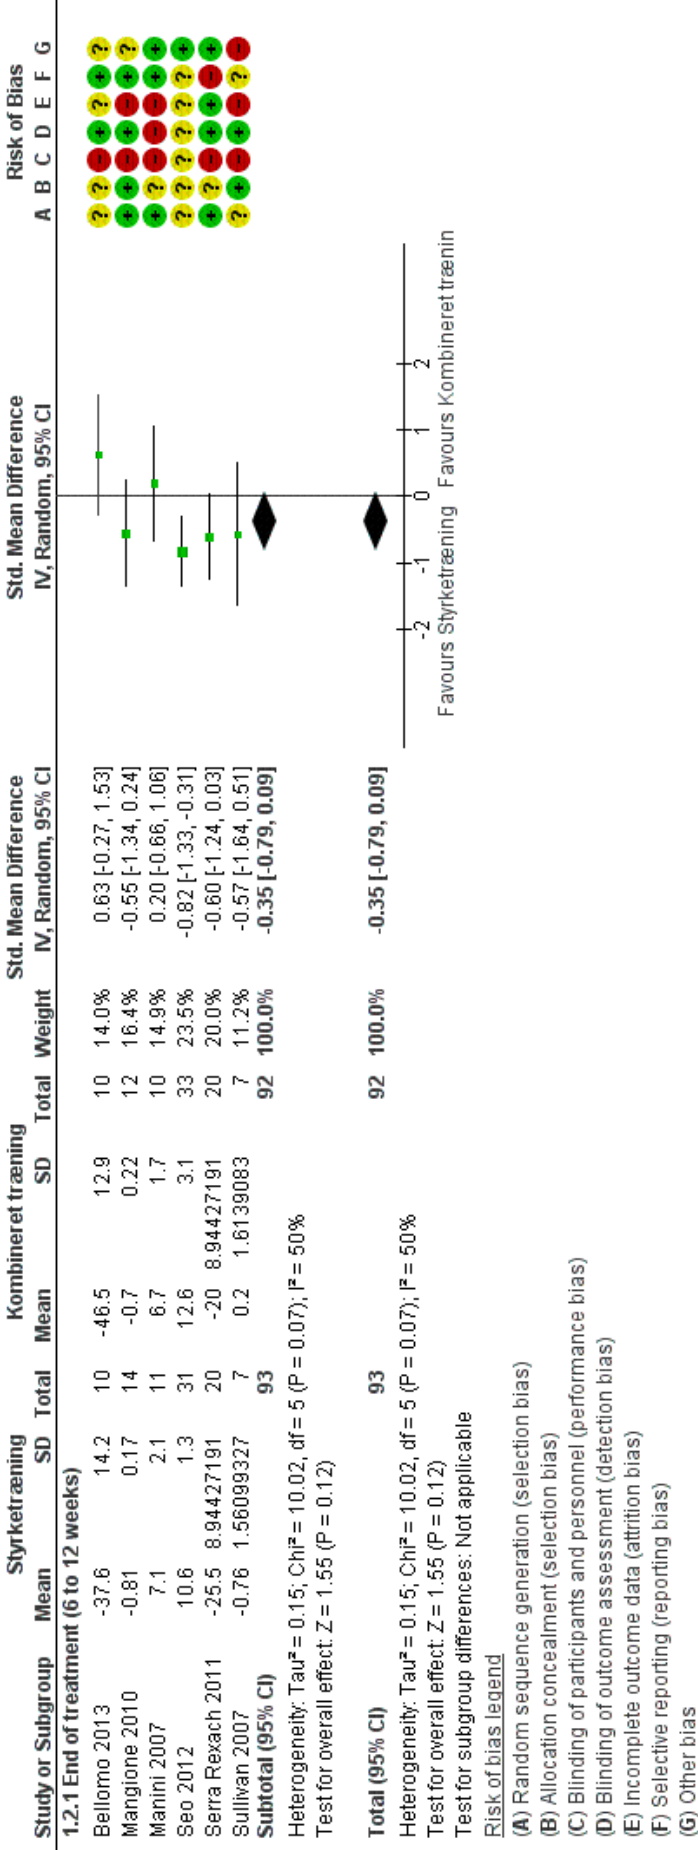 Styrketræning Kombineret træning Std. Mean Difference Std. Mean Difference Risk of Bias
Study or Subgroup Mean SD Total Mean SD Total Weight IV, Random, 95% CI IV, Random, 95% CI A B C D E F G
1.2.1 End of treatment (6 to 12 weeks)
Bellomo 2013 -37.6 14.2 10 -46.5 12.9 10 14.0% 0.63 [-0.27, 1.53] ? ? - + ? + ?
Mangione 2010 -0.81 0.17 14 -0.7 0.22 12 16.4% -0.55 [-1.34, 0.24] + + - + - + ?
Manini 2007 7.1 2.1 11 6.7 1.7 10 14.9% 0.20 [-0.66, 1.06] + ? - - - + +
Seo 2012 10.6 1.3 31 12.6 3.1 33 23.5% -0.82 [-1.33, -0.31] ? ? ? ? ? ? +
Serra Rexach 2011 -25.5 8.94427191 20 -20 8.94427191 20 20.0% -0.60 [-1.24, 0.03] + ? - + - - +
Sullivan 2007 -0.76 1.56099327 7 0.2 1.6139083 7 11.2% -0.57 [-1.64, 0.51] ? + - + - ? -
Subtotal (95% CI) 93 92 100.0% -0.35 [-0.79, 0.09]
Heterogeneity: Tau² = 0.15; Chi² = 10.02, df = 5 (P = 0.07); I² = 50%
Test for overall effect: Z = 1.55 (P = 0.12)
Total (95% CI) 93 92 100.0% -0.35 [-0.79, 0.09]
Heterogeneity: Tau² = 0.15; Chi² = 10.02, df = 5 (P = 0.07); I² = 50%
Test for overall effect: Z = 1.55 (P = 0.12)
Test for subgroup differences: Not applicable
-2 -1 0 1 2
Favours Styrketræning Favours Kombineret trænin
Risk of bias legend
(A) Random sequence generation (selection bias)
(B) Allocation concealment (selection bias)
(C) Blinding of participants and personnel (performance bias)
(D) Blinding of outcome assessment (detection bias)
(E) Incomplete outcome data (attrition bias)
(F) Selective reporting (reporting bias)
(G) Other bias